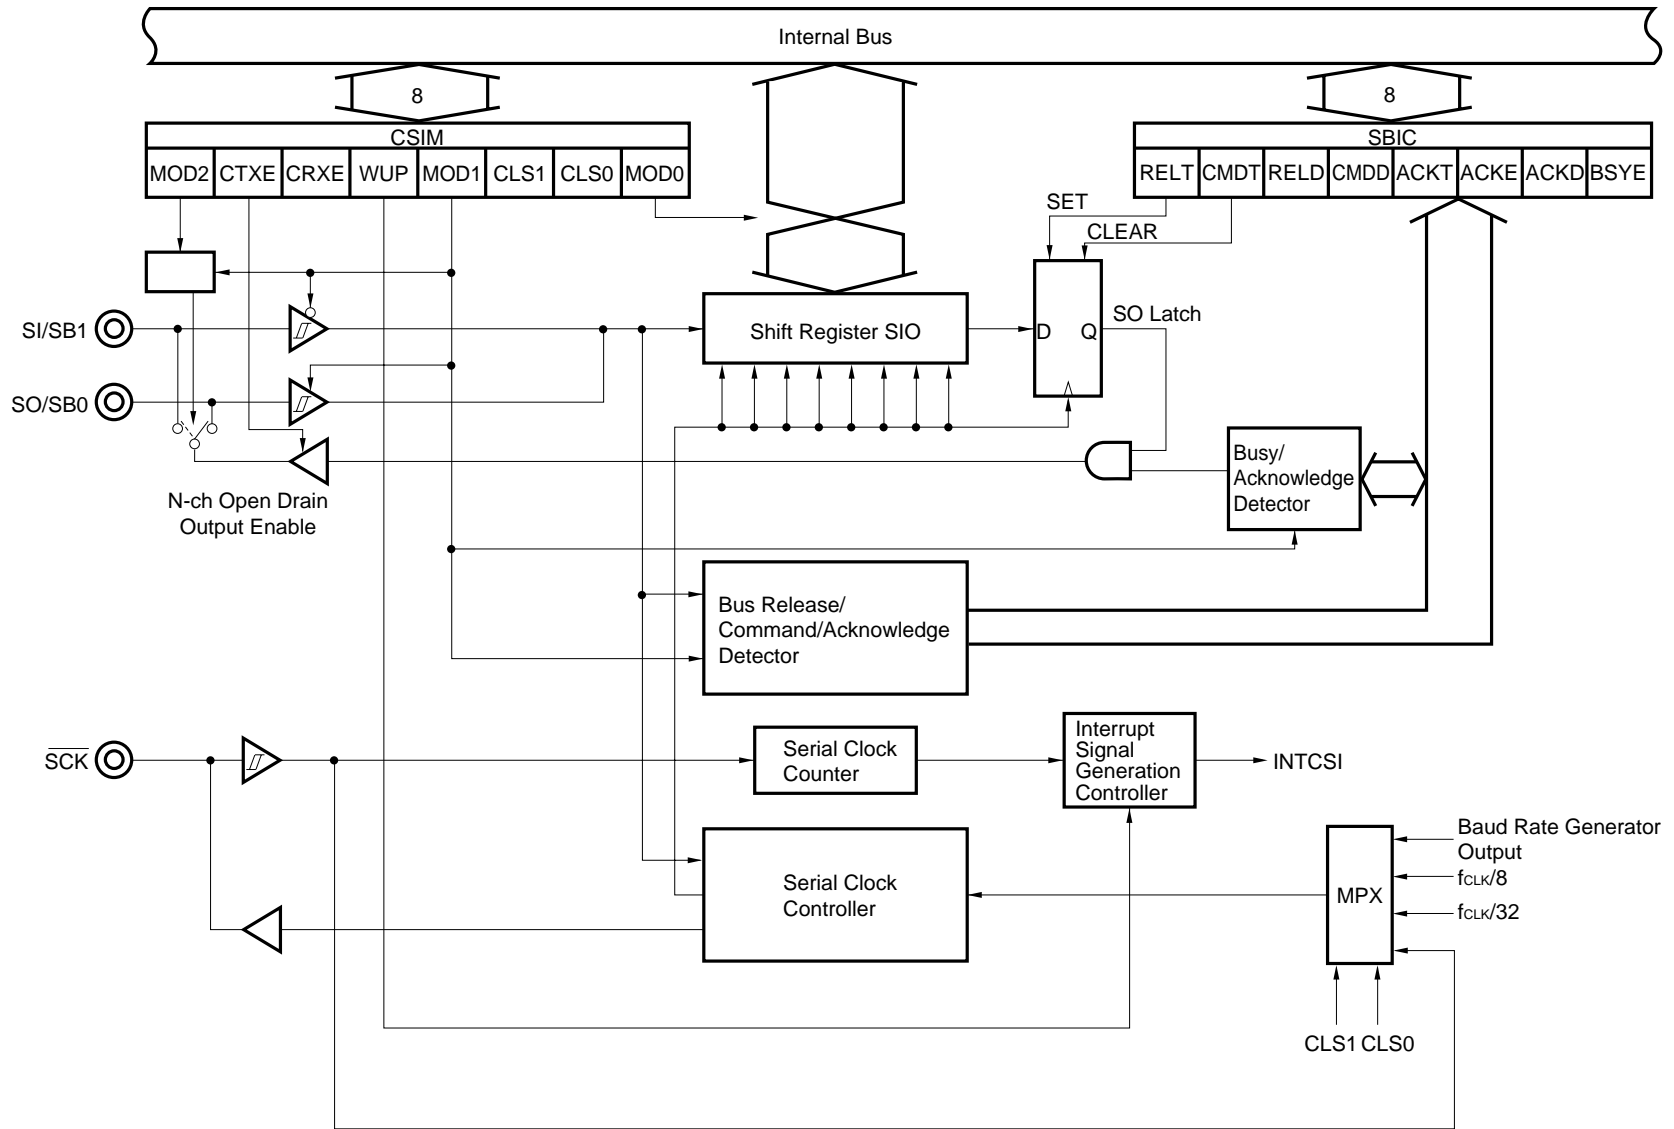 Internal Bus
8
8
CSIM
SBIC
MOD2 CTXE CRXE WUP MOD1 CLS1 CLS0 MOD0
RELT CMDT RELD CMDD ACKT ACKE ACKD BSYE
SET
CLEAR
SI/SB1
Shift Register SIO
D Q
SO Latch
SO/SB0
N-ch Open Drain
Output Enable
Busy/
Acknowledge
Detector
Bus Release/
Command/Acknowledge
Detector
SCK
Serial Clock
Counter
Interrupt
Signal
Generation
Controller
INTCSI
Serial Clock
Controller
MPX
Baud Rate Generator
Output
fCLK/8
fCLK/32
CLS1 CLS0